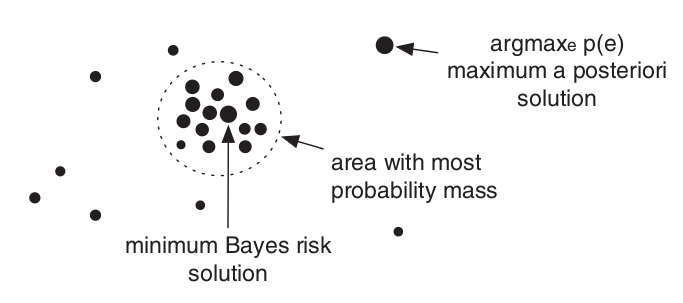 argmaxe p(e)
maximum a posteriori
solution
area with most
probability mass
minimum Bayes risk
solution